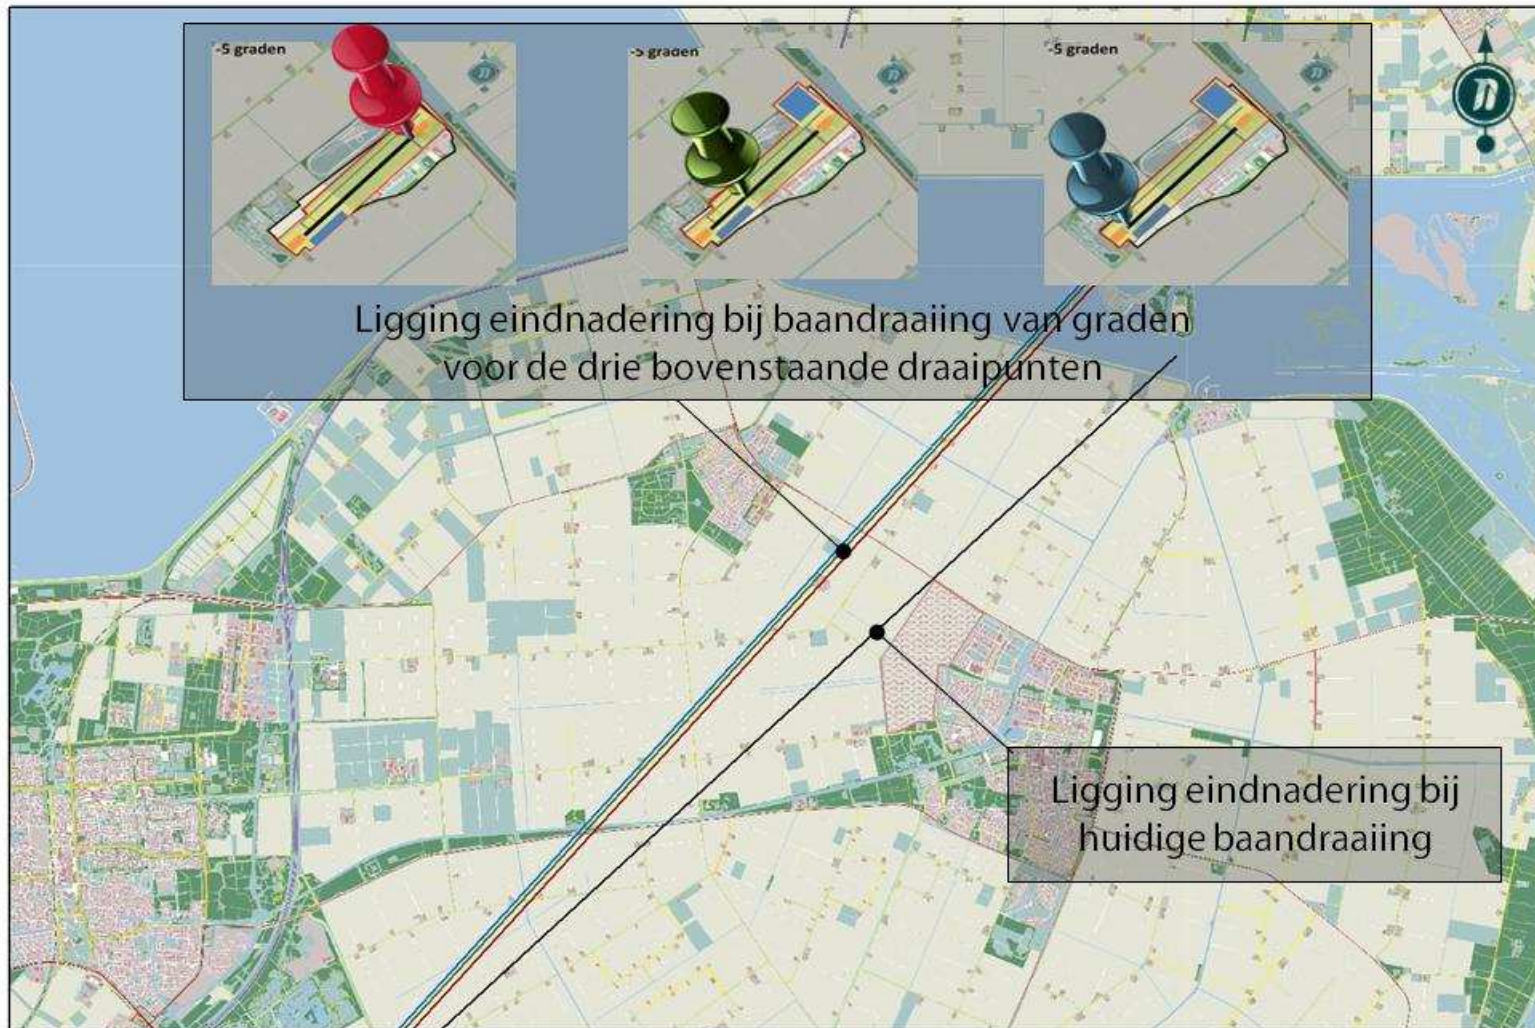 -5 graden
-5 graden
-5 graden
Ligging eindnadering bij baandraaiing van graden
voor de drie bovenstaande draaipunten
Ligging eindnadering bij
huidige baandraaiing